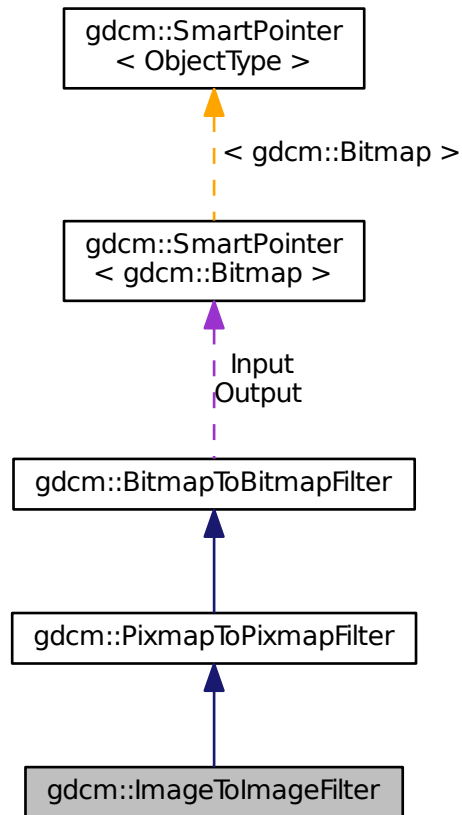 gdcm::SmartPointer
< ObjectType >
< gdcm::Bitmap >
gdcm::SmartPointer
< gdcm::Bitmap >
Input
Output
gdcm::BitmapToBitmapFilter
gdcm::PixmapToPixmapFilter
gdcm::ImageToImageFilter